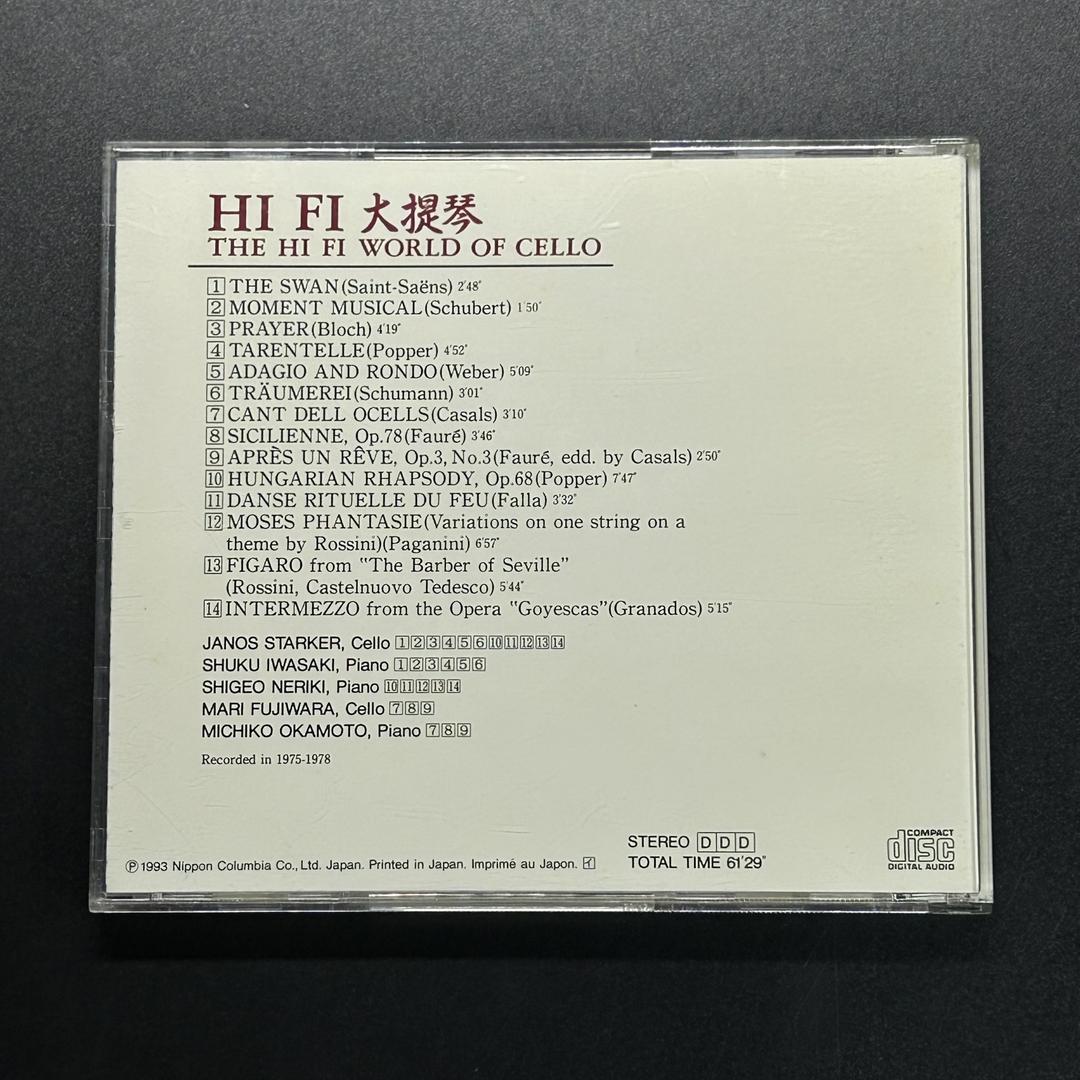 HI FI 大提琴
THE HI FI WORLD OF CELLO
1 THE SWAN(Saint-Saëns) 2'48"
2 MOMENT MUSICAL(Schubert) 1'50"
3 PRAYER(Bloch) 4'19"
4 TARENTELLE(Popper) 4'52"
5 ADAGIO AND RONDO(Weber) 5'09"
6 TRÄUMEREI(Schumann) 3'01"
7 CANT DELL OCELLS(Casals) 3'10"
8 SICILIENNE, Op.78(Fauré) 3'46"
9 APRÈS UN RÊVE, Op.3, No.3(Fauré, edd. by Casals) 2'50"
10 HUNGARIAN RHAPSODY, Op.68(Popper) 7'47"
11 DANSE RITUELLE DU FEU(Falla) 3'32"
12 MOSES PHANTASIE(Variations on one string on a
theme by Rossini)(Paganini) 6'57"
13 FIGARO from "The Barber of Seville"
(Rossini, Castelnuovo Tedesco) 5'44"
14 INTERMEZZO from the Opera "Goyescas"(Granados) 5'15"
JANOS STARKER, Cello 1 2 3 4 5 6 10 11 12 13 14
SHUKU IWASAKI, Piano 1 2 3 4 5 6
SHIGEO NERIKI, Piano 10 11 12 13 14
MARI FUJIWARA, Cello 7 8 9
MICHIKO OKAMOTO, Piano 7 8 9
Recorded in 1975-1978
STEREO D D D
TOTAL TIME 61'29"
℗ 1993 Nippon Columbia Co., Ltd. Japan. Printed in Japan. Imprimé au Japon. イ
COMPACT
disc
DIGITAL AUDIO